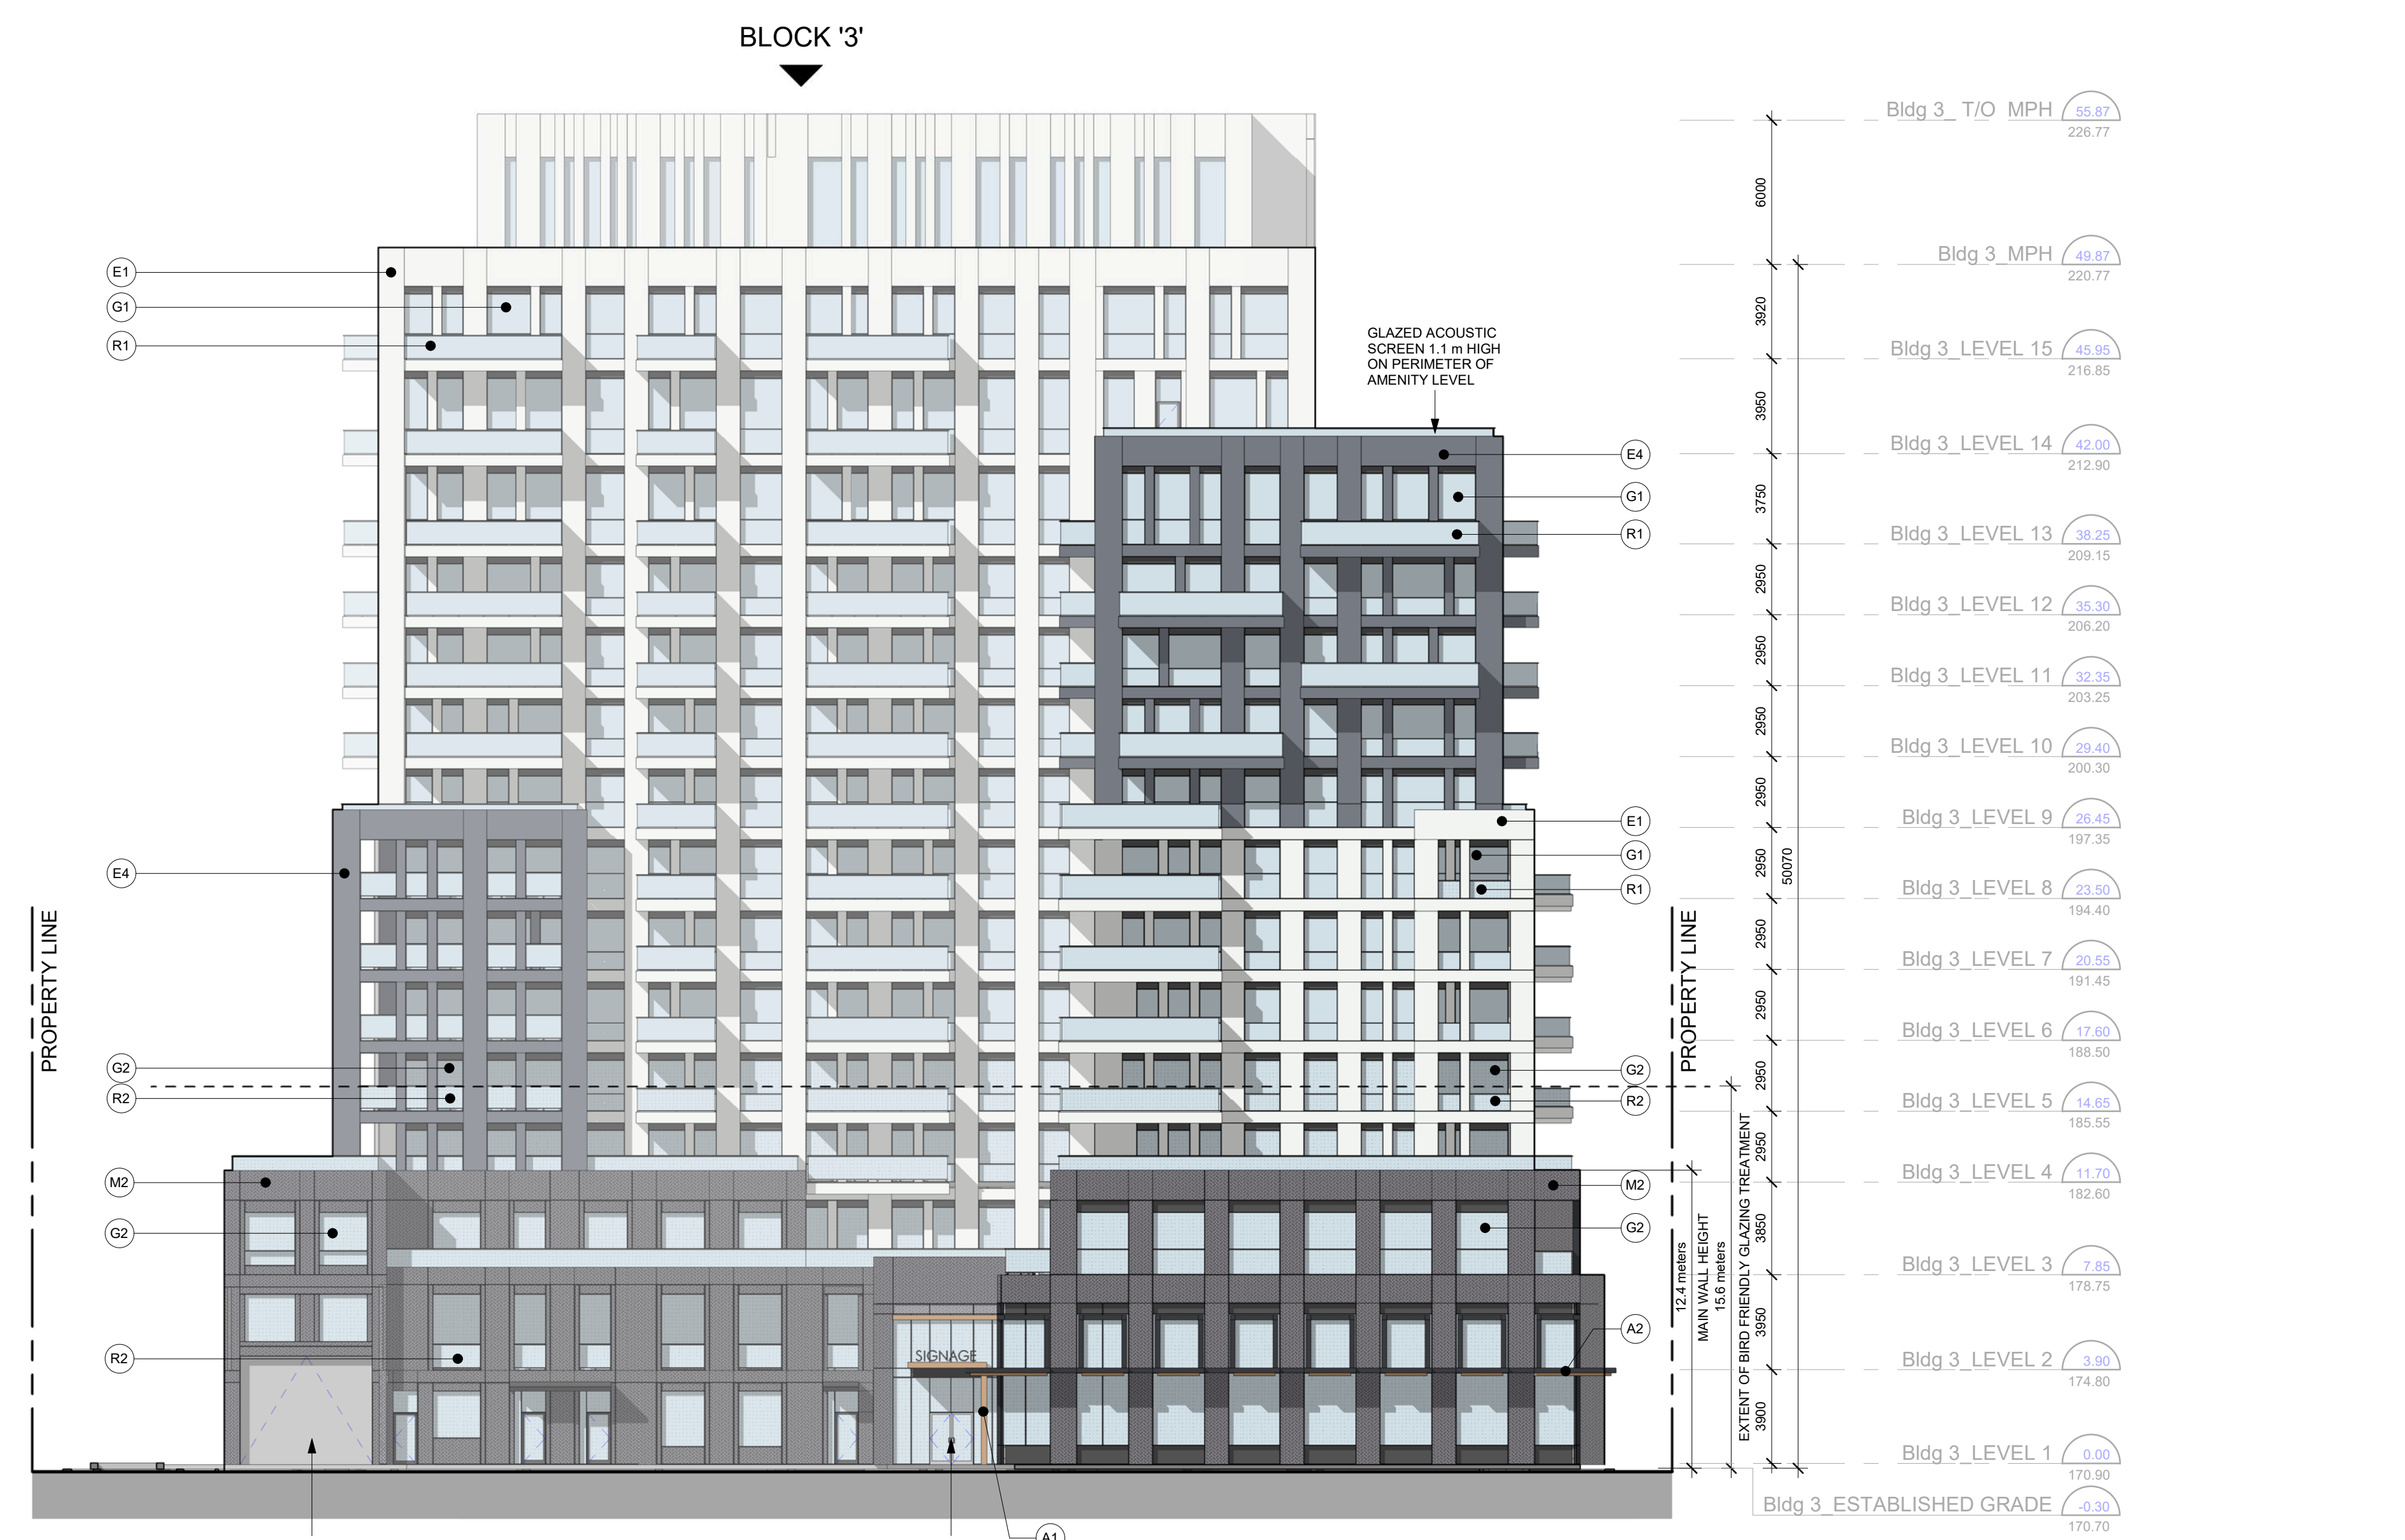 BLOCK '3'
Bldg 3_ T/O MPH 55.87
226.77
6000
Bldg 3_MPH 49.87
220.77
E1
G1
R1
3920
GLAZED ACOUSTIC
SCREEN 1.1 m HIGH
ON PERIMETER OF
AMENITY LEVEL
Bldg 3_LEVEL 15 45.95
216.85
3950
Bldg 3_LEVEL 14 42.00
212.90
E4
G1
R1
3750
Bldg 3_LEVEL 13 38.25
209.15
2950
Bldg 3_LEVEL 12 35.30
206.20
2950
Bldg 3_LEVEL 11 32.35
203.25
2950
Bldg 3_LEVEL 10 29.40
200.30
2950
Bldg 3_LEVEL 9 26.45
197.35
E1
G1
R1
E4
2950
50070
Bldg 3_LEVEL 8 23.50
194.40
PROPERTY LINE
PROPERTY LINE
2950
Bldg 3_LEVEL 7 20.55
191.45
2950
Bldg 3_LEVEL 6 17.60
188.50
G2
R2
G2
R2
2950
Bldg 3_LEVEL 5 14.65
185.55
2950
Bldg 3_LEVEL 4 11.70
182.60
M2
G2
M2
G2
12.4 meters
MAIN WALL HEIGHT
15.6 meters
EXTENT OF BIRD FRIENDLY GLAZING TREATMENT
3850
Bldg 3_LEVEL 3 7.85
178.75
3950
A2
R2
SIGNAGE
Bldg 3_LEVEL 2 3.90
174.80
3900
Bldg 3_LEVEL 1 0.00
170.90
Bldg 3_ESTABLISHED GRADE -0.30
170.70
A1